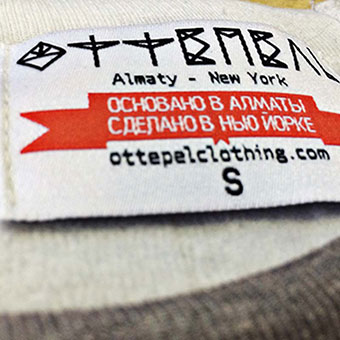 Almaty - New York
ОСНОВАНО В АЛМАТЫ
СДЕЛАНО В НЬЮ ЙОРКЕ
ottepelclothing.com
S